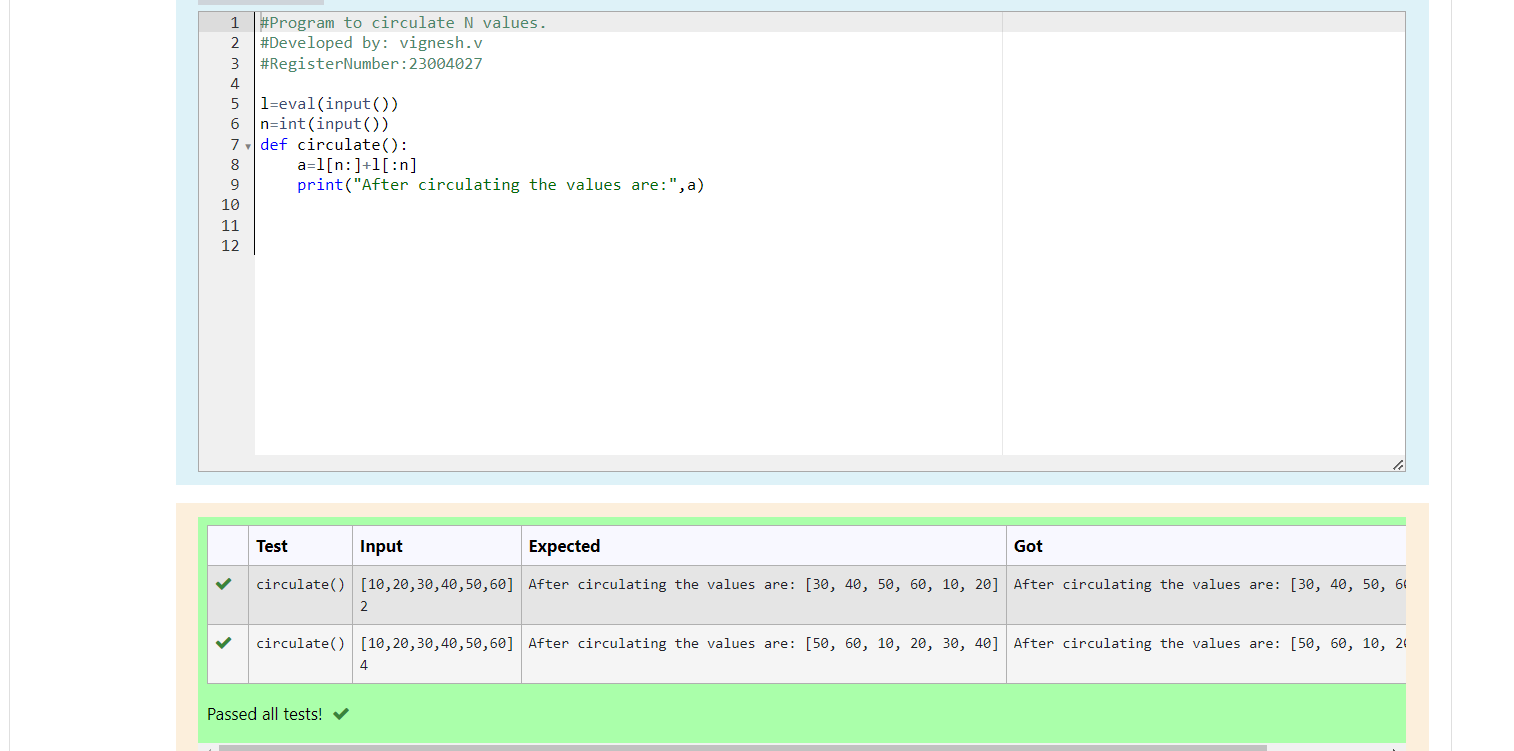 1 #Program to circulate N values.
2 #Developed by: vignesh.v
3 #RegisterNumber:23004027
4
5 l=eval(input())
6 n=int(input())
7 def circulate():
8     a=l[n:]+l[:n]
9     print("After circulating the values are:",a)
10
11
12
Test Input Expected Got
circulate() [10,20,30,40,50,60] After circulating the values are: [30, 40, 50, 60, 10, 20] After circulating the values are: [30, 40, 50,
2
circulate() [10,20,30,40,50,60] After circulating the values are: [50, 60, 10, 20, 30, 40] After circulating the values are: [50, 60, 10,
4
Passed all tests!